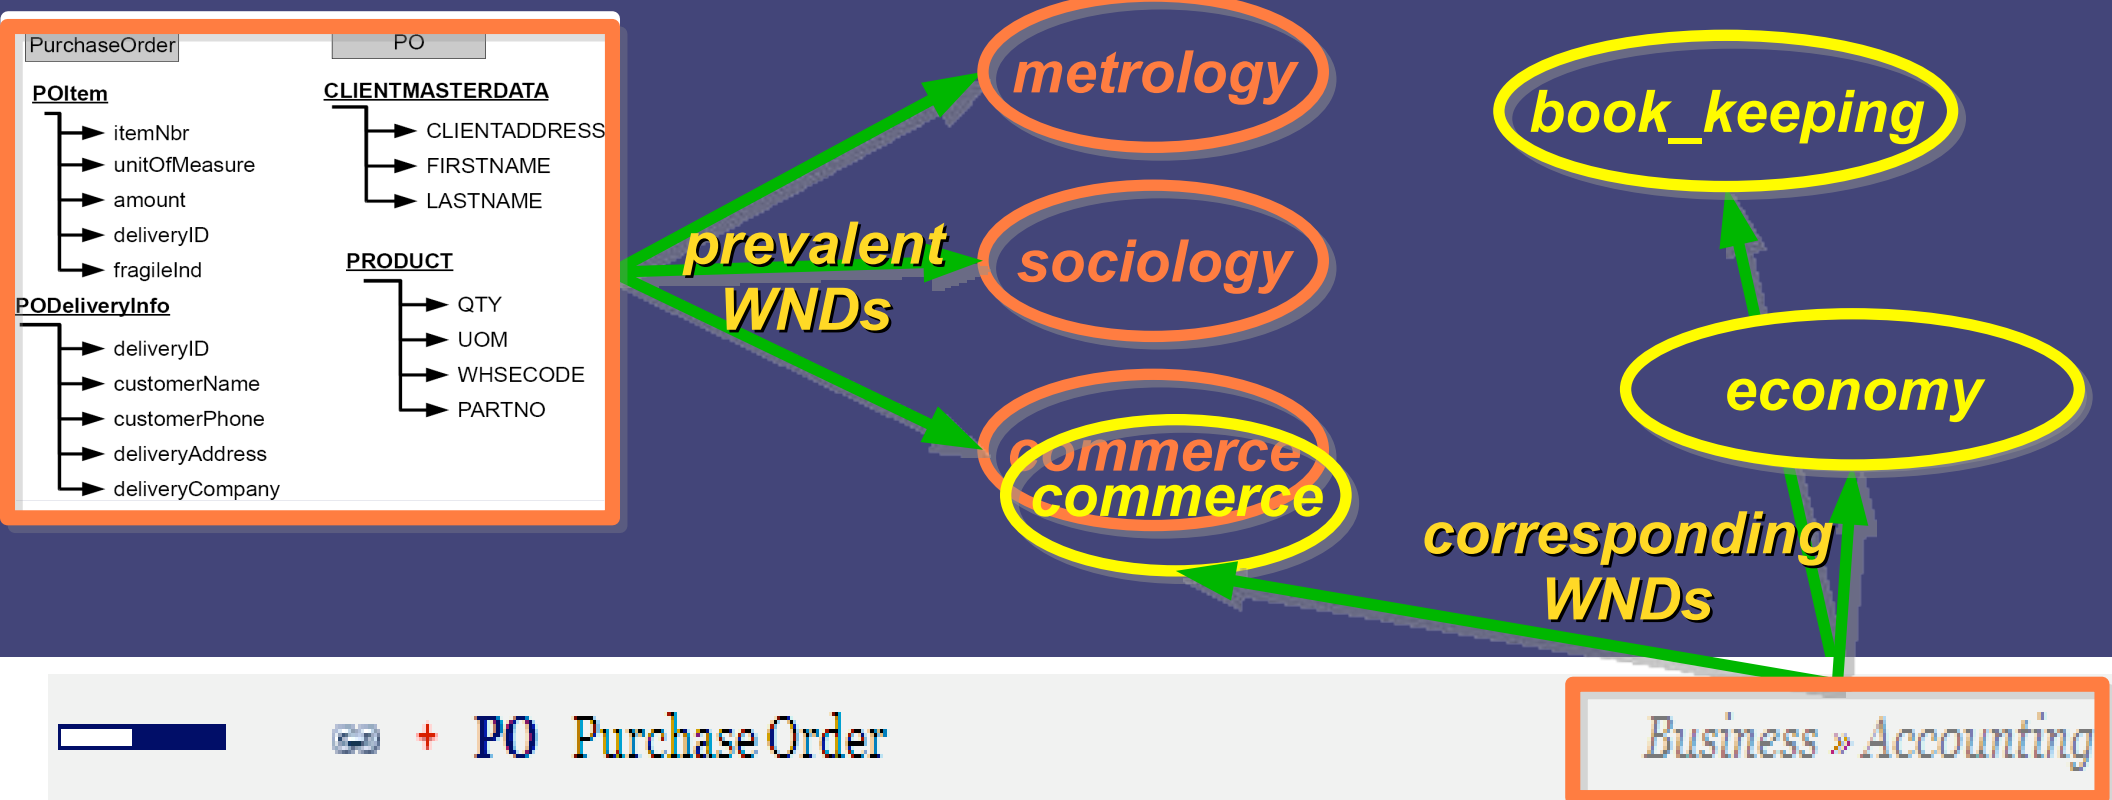 PurchaseOrder
POItem
itemNbr
unitOfMeasure
amount
deliveryID
fragileInd
PODeliveryInfo
deliveryID
customerName
customerPhone
deliveryAddress
deliveryCompany
PO
CLIENTMASTERDATA
CLIENTADDRESS
FIRSTNAME
LASTNAME
PRODUCT
QTY
UOM
WHSECODE
PARTNO
prevalent
WNDs
metrology
sociology
commerce
commerce
book_keeping
economy
corresponding
WNDs
+ PO Purchase Order
Business » Accounting